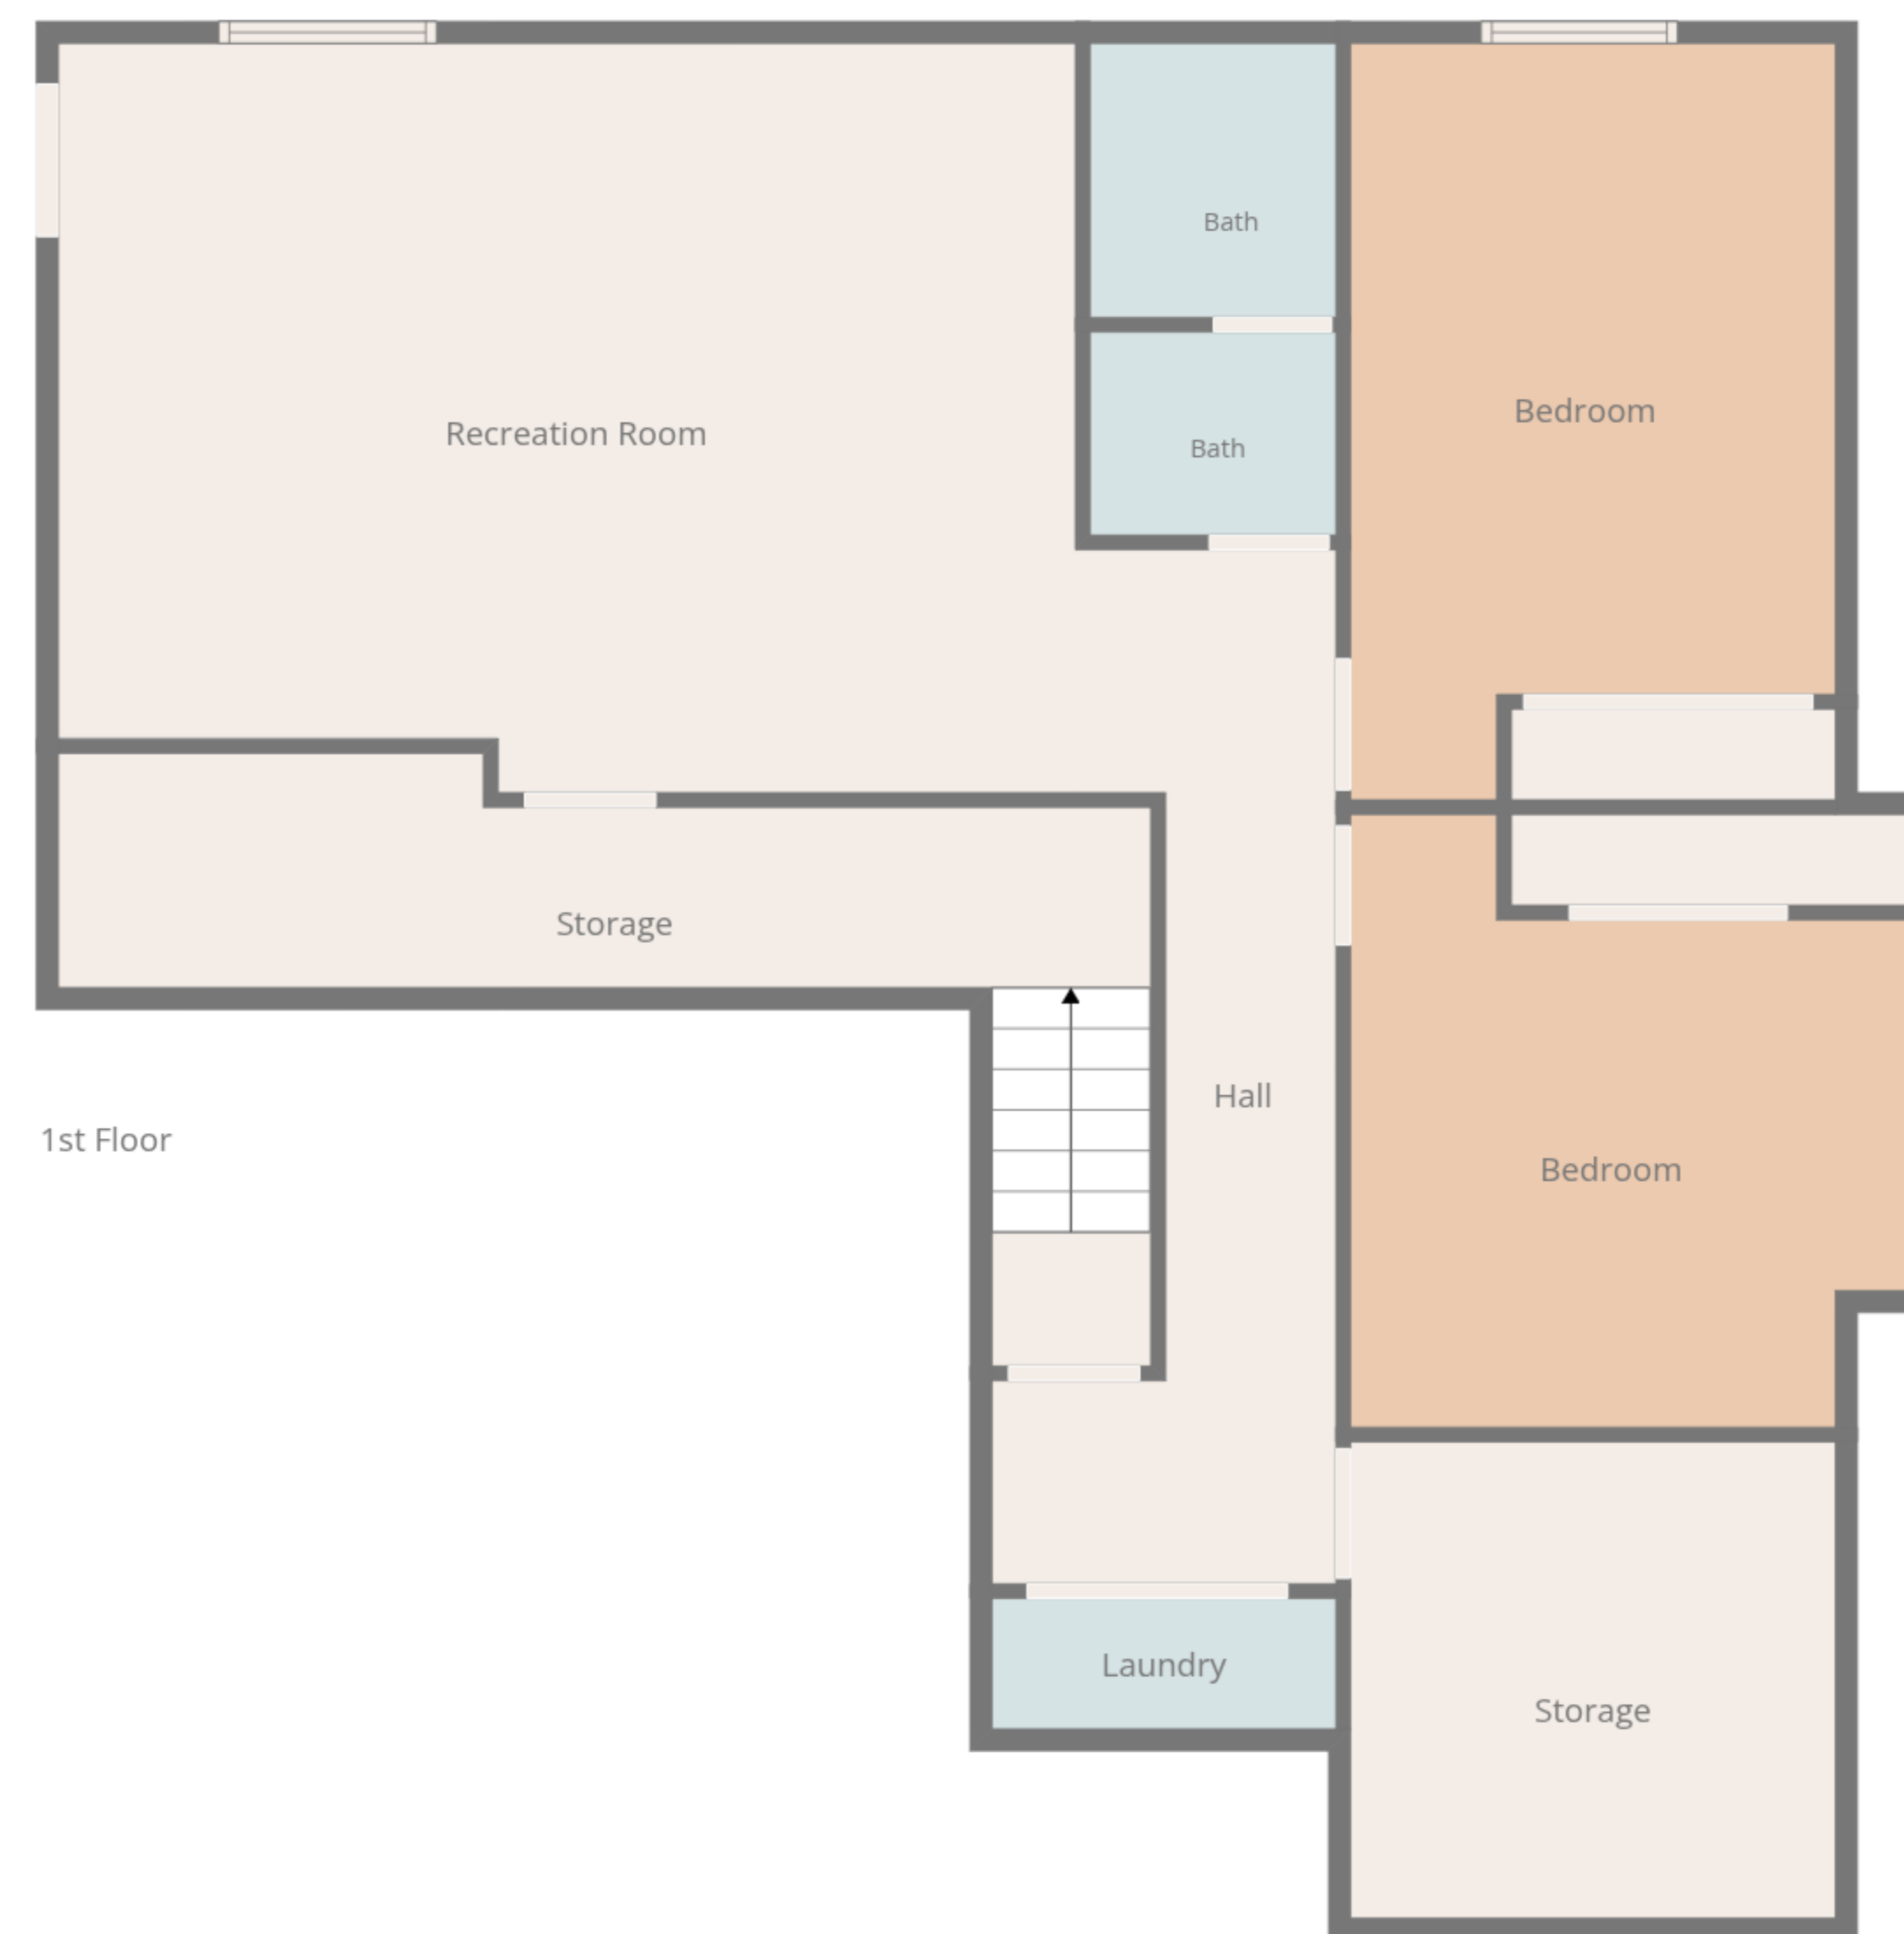 Bath
Bedroom
Recreation Room
Bath
Storage
Hall
1st Floor
Bedroom
Laundry
Storage